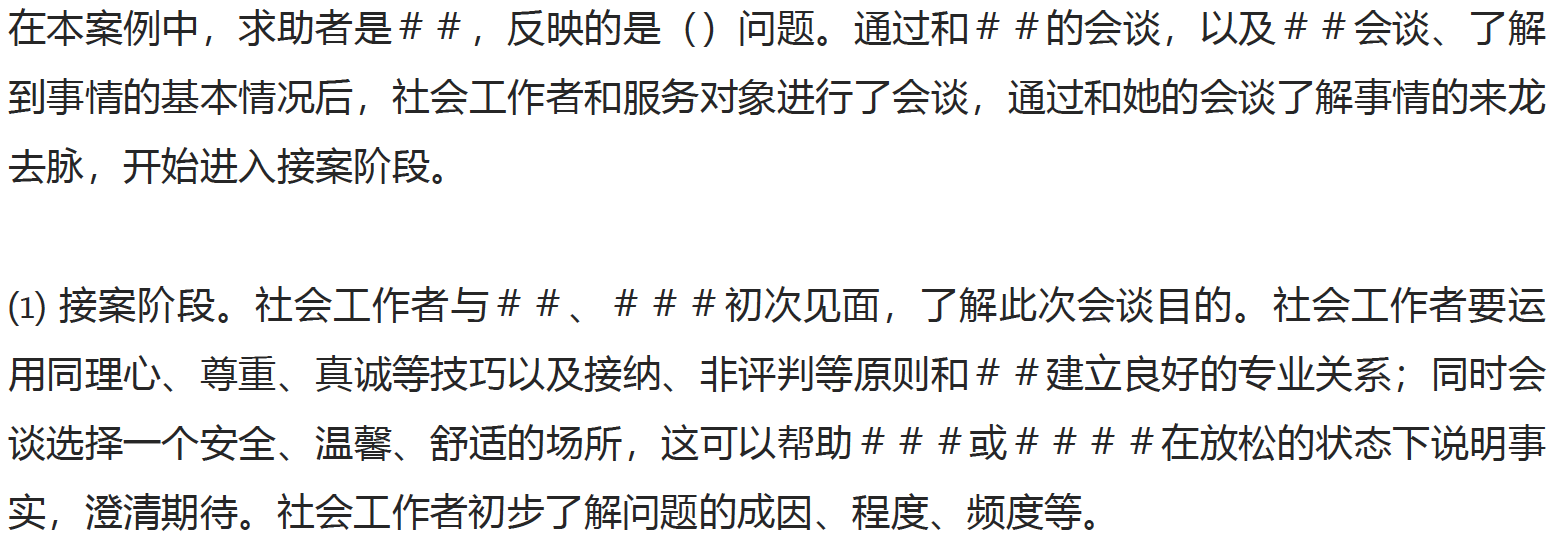 在本案例中，求助者是＃＃，反映的是（）问题。通过和＃＃的会谈，以及＃＃会谈、了解
到事情的基本情况后，社会工作者和服务对象进行了会谈，通过和她的会谈了解事情的来龙
去脉，开始进入接案阶段。
(1) 接案阶段。社会工作者与＃＃、＃＃＃初次见面，了解此次会谈目的。社会工作者要运
用同理心、尊重、真诚等技巧以及接纳、非评判等原则和＃＃建立良好的专业关系；同时会
谈选择一个安全、温馨、舒适的场所，这可以帮助＃＃＃或＃＃＃＃在放松的状态下说明事
实，澄清期待。社会工作者初步了解问题的成因、程度、频度等。